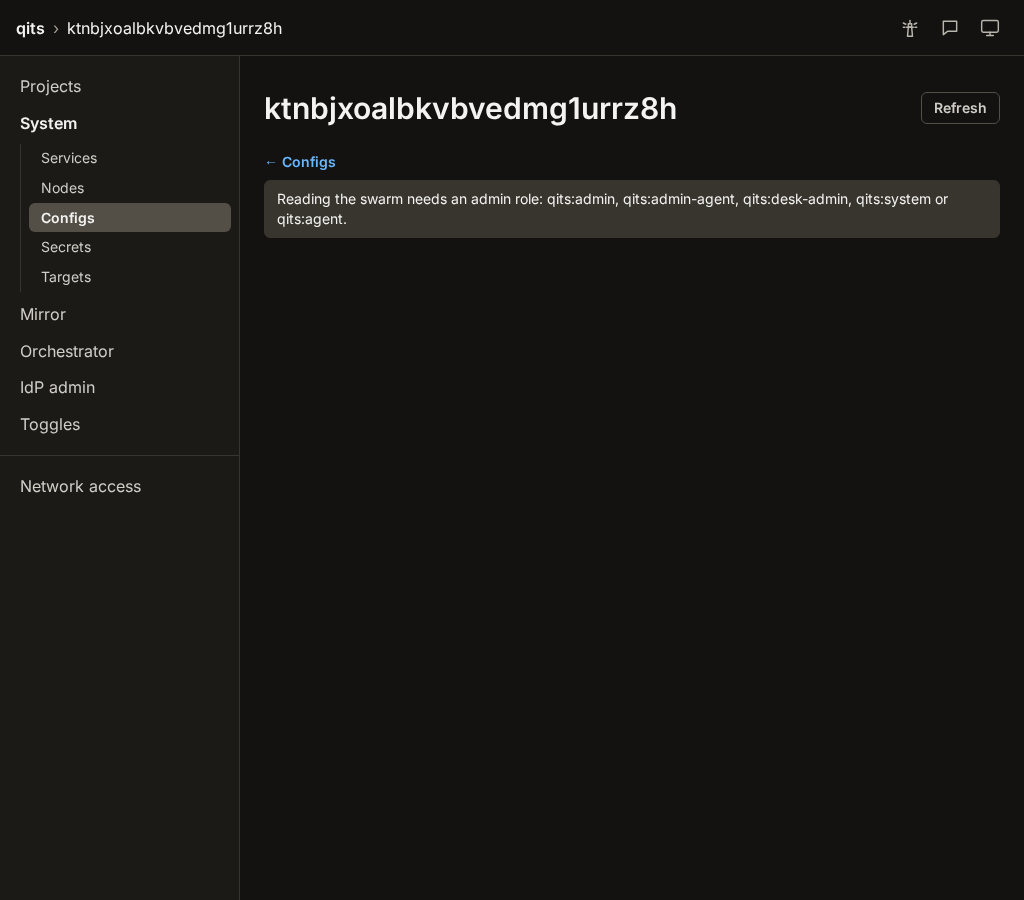 qits › ktnbjxoalbkvbvedmg1urrz8h
Projects
System
Services
Nodes
Configs
Secrets
Targets
Mirror
Orchestrator
IdP admin
Toggles
Network access
ktnbjxoalbkvbvedmg1urrz8h
Refresh
← Configs
Reading the swarm needs an admin role: qits:admin, qits:admin-agent, qits:desk-admin, qits:system or
qits:agent.